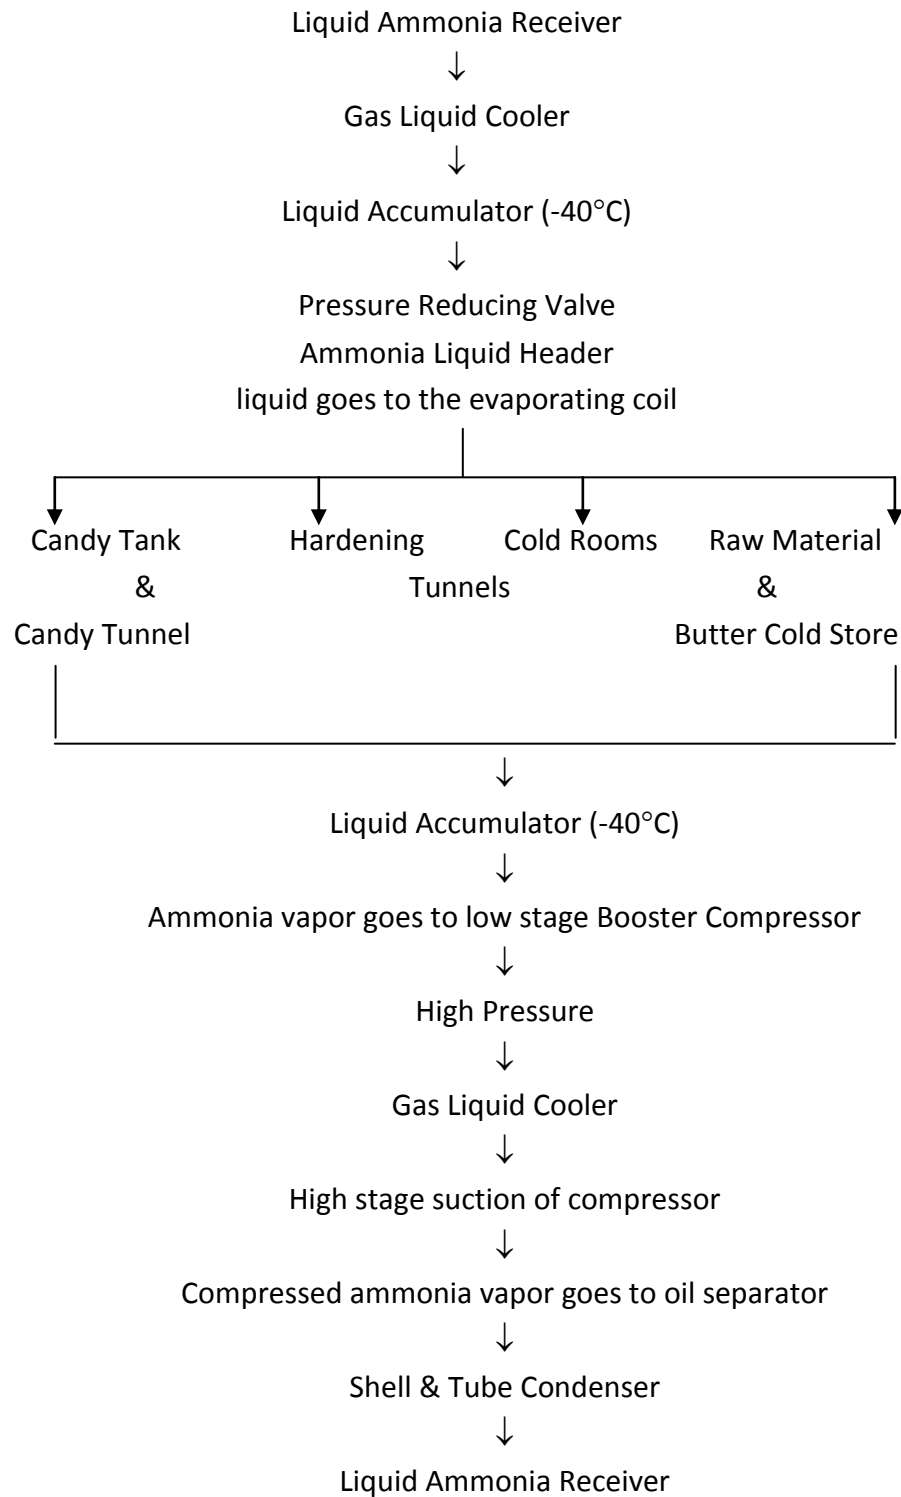 Liquid Ammonia Receiver
↓
Gas Liquid Cooler
↓
Liquid Accumulator (-40°C)
↓
Pressure Reducing Valve
Ammonia Liquid Header
liquid goes to the evaporating coil
Candy Tank Hardening Cold Rooms Raw Material
& Tunnels &
Candy Tunnel Butter Cold Store
↓
Liquid Accumulator (-40°C)
↓
Ammonia vapor goes to low stage Booster Compressor
↓
High Pressure
↓
Gas Liquid Cooler
↓
High stage suction of compressor
↓
Compressed ammonia vapor goes to oil separator
↓
Shell & Tube Condenser
↓
Liquid Ammonia Receiver